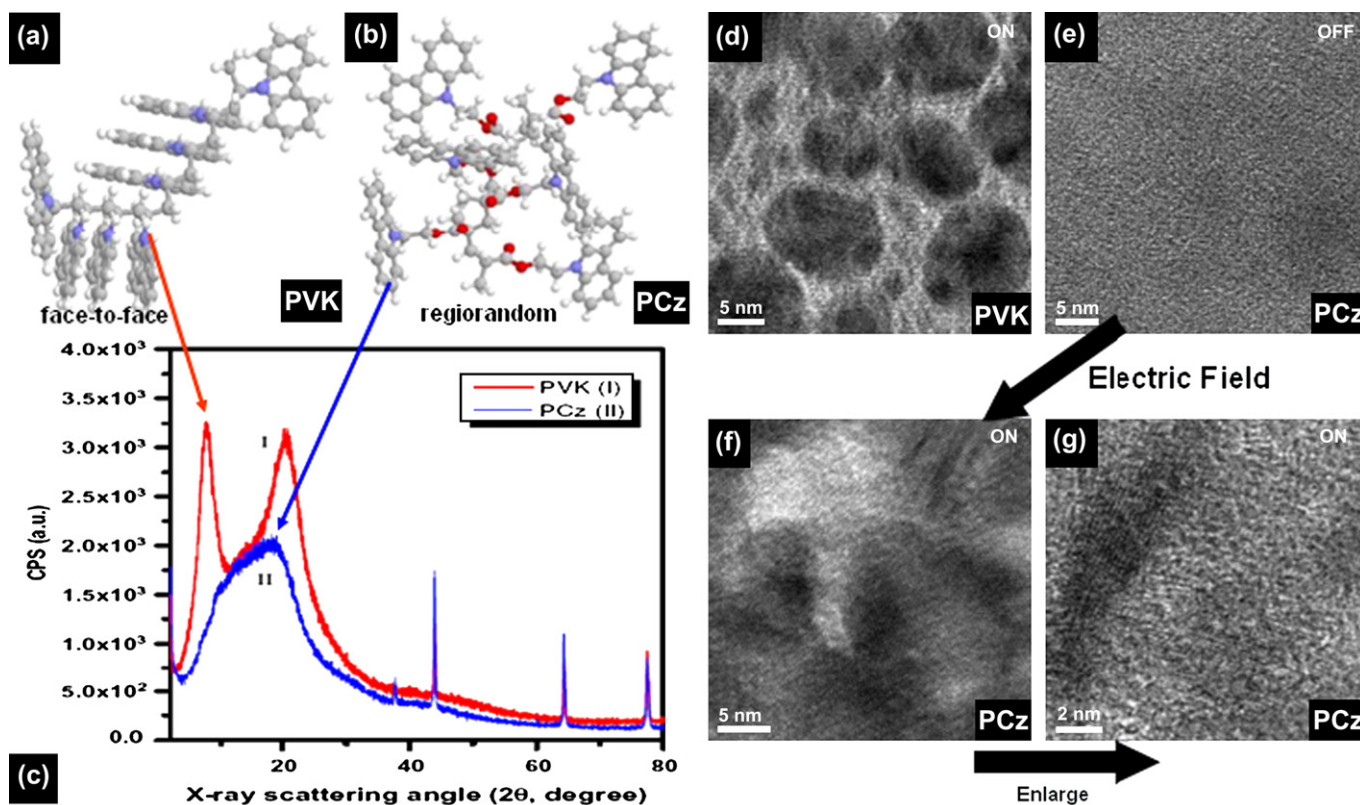 (a)
(b)
face-to-face
PVK
regiorandom
PCz
4.0x10³
3.5x10³
3.0x10³
2.5x10³
2.0x10³
1.5x10³
1.0x10³
5.0x10²
0.0
CPS (a.u.)
PVK (I)
PCz (II)
I
II
20
40
60
80
X-ray scattering angle (2θ, degree)
(c)
(d)
ON
5 nm
PVK
(e)
OFF
5 nm
PCz
Electric Field
(f)
ON
5 nm
PCz
(g)
ON
2 nm
PCz
Enlarge